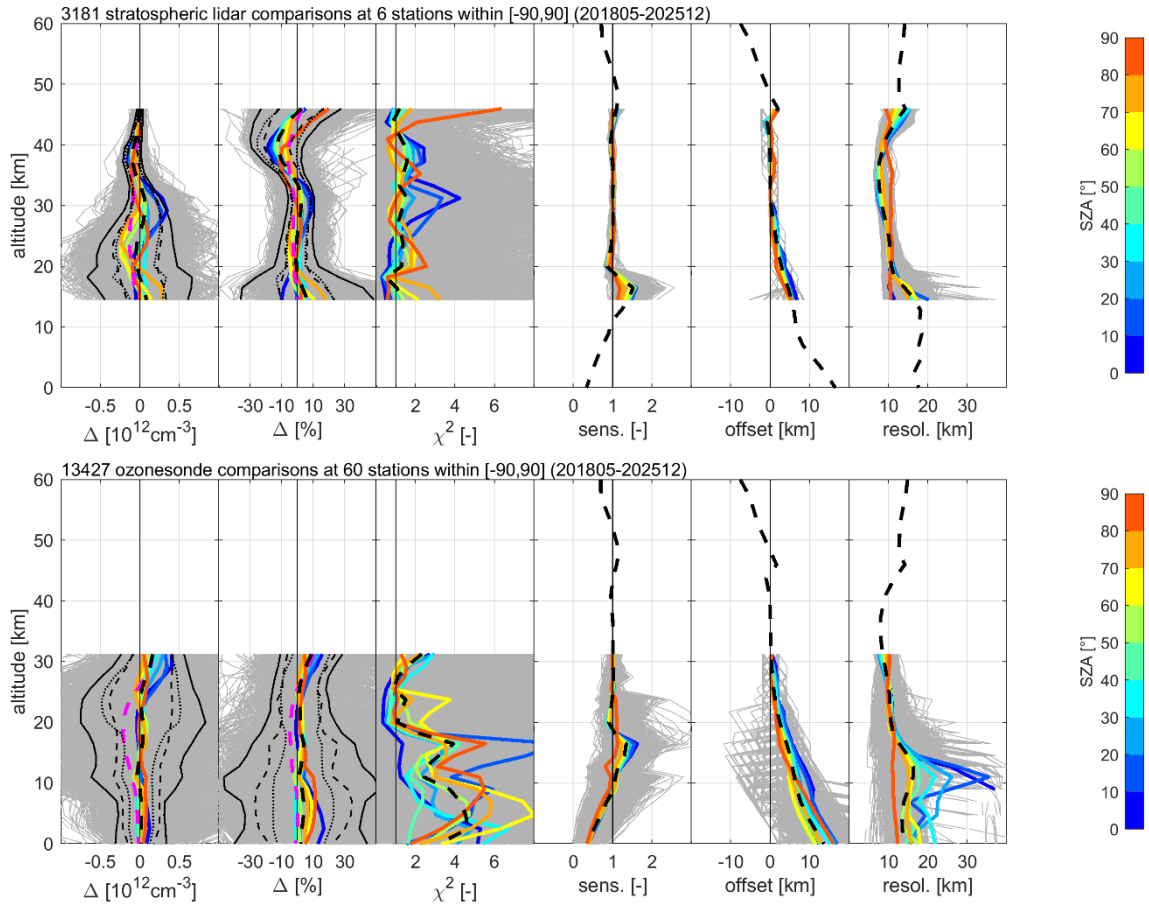 3181 stratospheric lidar comparisons at 6 stations within [-90,90] (201805-202512)
60
50
40
30
20
10
0
altitude [km]
-0.5 0 0.5
Δ [10¹²cm⁻³]
-30 -10 10 30
Δ [%]
2 4 6
χ² [-]
0 1 2
sens. [-]
-10 0 10
offset [km]
10 20 30
resol. [km]
90
80
70
60
50
40
30
20
10
0
SZA [°]
13427 ozonesonde comparisons at 60 stations within [-90,90] (201805-202512)
60
50
40
30
20
10
0
altitude [km]
-0.5 0 0.5
Δ [10¹²cm⁻³]
-30 -10 10 30
Δ [%]
2 4 6
χ² [-]
0 1 2
sens. [-]
-10 0 10
offset [km]
10 20 30
resol. [km]
90
80
70
60
50
40
30
20
10
0
SZA [°]